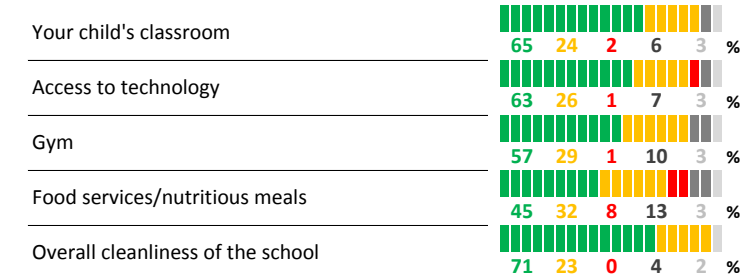 Your child's classroom
65 24 2 6 3 %
Access to technology
63 26 1 7 3 %
Gym
57 29 1 10 3 %
Food services/nutritious meals
45 32 8 13 3 %
Overall cleanliness of the school
71 23 0 4 2 %